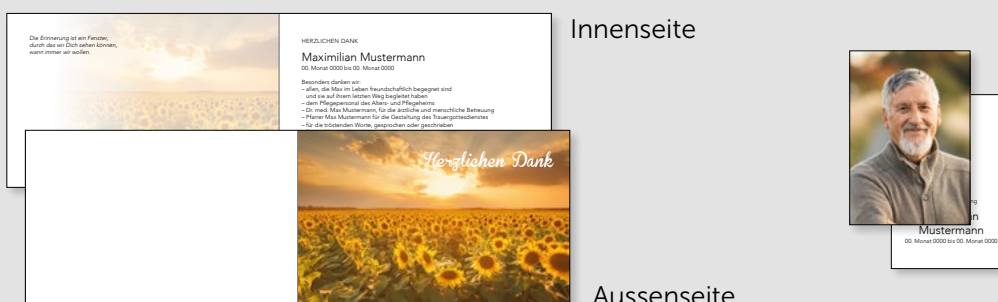 Innenseite
Die Erinnerung ist ein Fenster,
durch das wir Dich sehen können,
wann immer wir wollen.
HERZLICHEN DANK
Maximilian Mustermann
00. Monat 0000 bis 00. Monat 0000
Besonders danken wir:
– allen, die Max im Leben freundschaftlich begegnet sind
und sie auf ihrem letzten Weg begleitet haben
– dem Pflegepersonal des Alters- und Pflegeheims
– Dr. med. Max Mustermann, für die ärztliche und menschliche Betreuung
– Pfarrer Max Mustermann für die Gestaltung des Trauergottesdienstes
– für die tröstenden Worte, gesprochen oder geschrieben
Herzlichen Dank
Aussenseite
Mustermann
00. Monat 0000 bis 00. Monat 0000